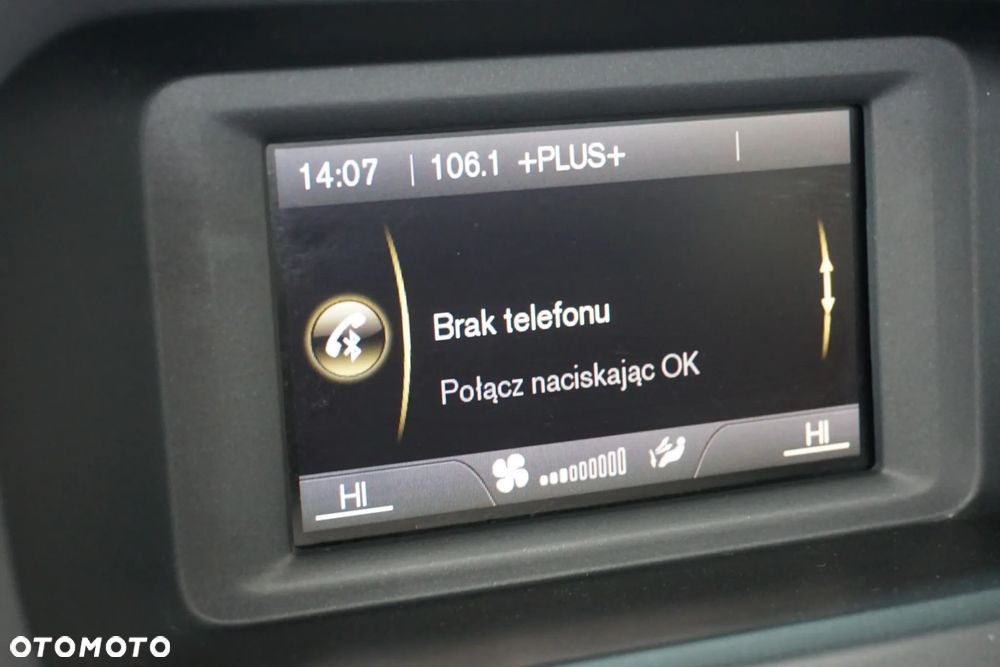 14:07 | 106.1 +PLUS+ |
Brak telefonu
Połącz naciskając OK
HI HI
OTOMOTO